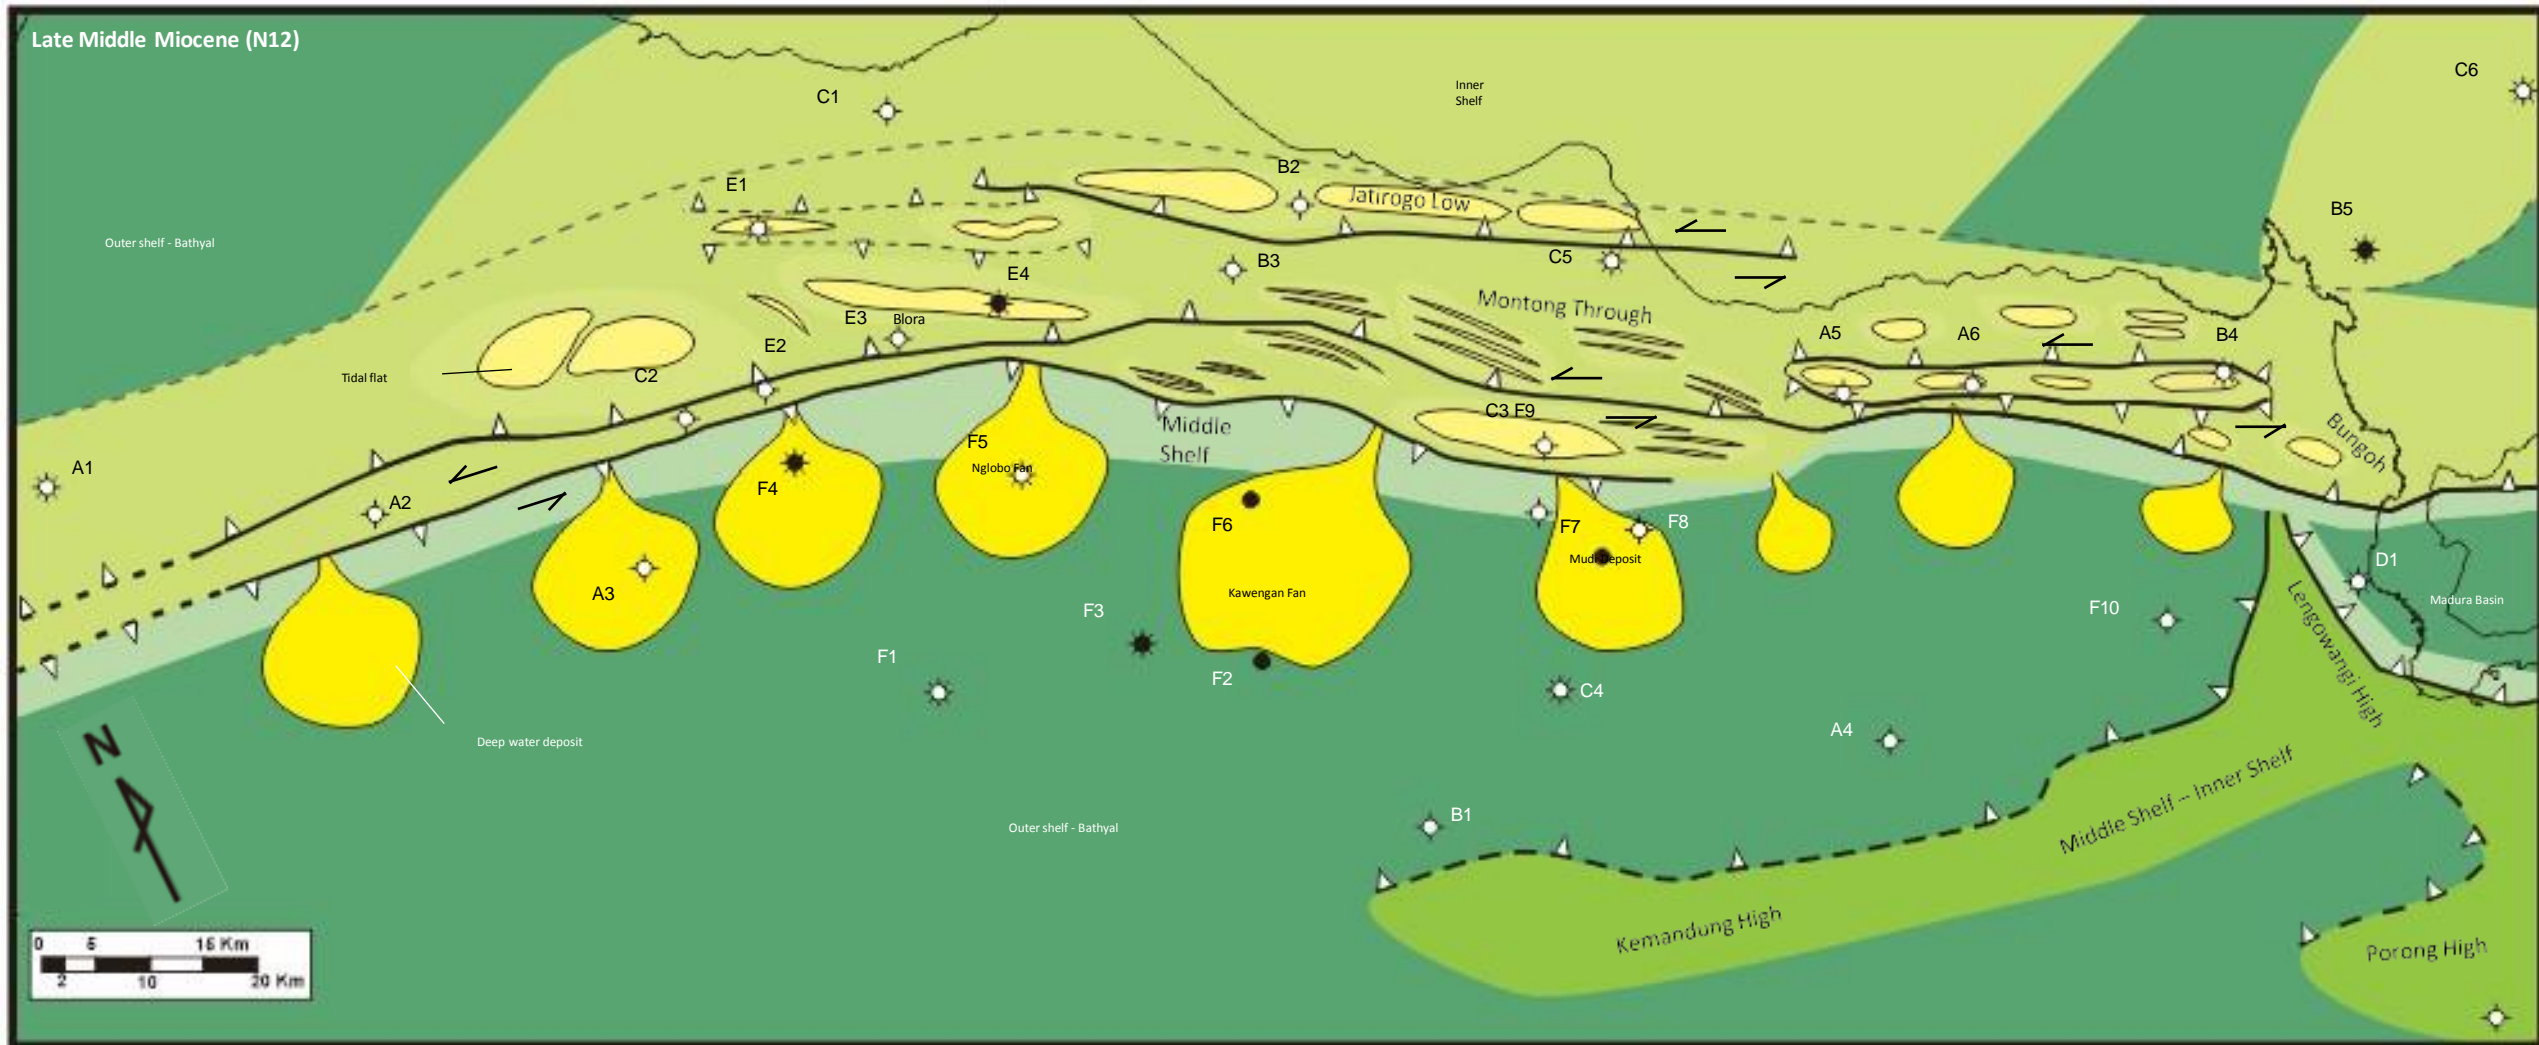 Late Middle Miocene (N12)
C6
Inner
Shelf
C1
B2
E1
Jatirogo Low
B5
Outer shelf - Bathyal
C5
B3
E4
Montong Through
E3
Blora
A5
A6
B4
E2
Tidal flat
C2
C3 F9
Middle
Shelf
Bungoh
F5
A1
Nglobo Fan
F4
A2
F6
F7
F8
Mudi Deposit
D1
A3
Kawengan Fan
Madura Basin
F3
F10
Lengowangi High
F1
F2
C4
N
A4
Deep water deposit
Middle Shelf – Inner Shelf
B1
Outer shelf - Bathyal
Kemandung High
Porong High
0 5 15 Km
2 10 20 Km